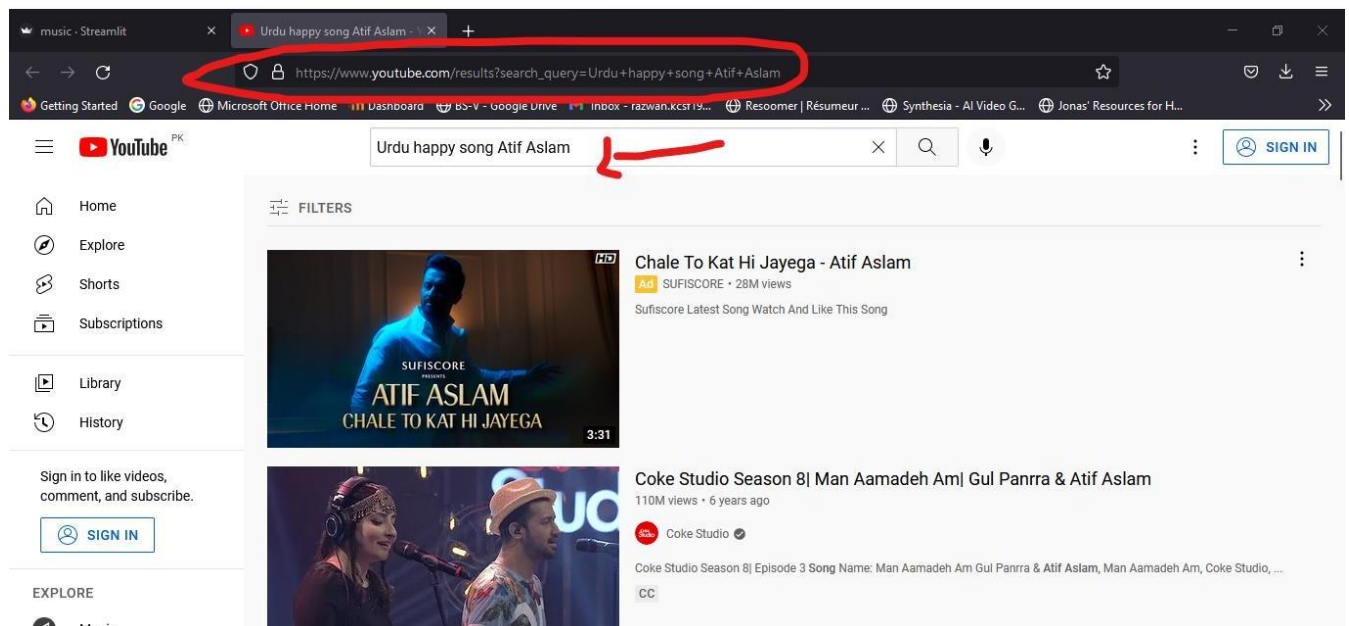 music · Streamlit
Urdu happy song Atif Aslam - Y
https://www.youtube.com/results?search_query=Urdu+happy+song+Atif+Aslam
Getting Started Google Microsoft Office Home Dashboard BS-V - Google Drive Inbox - razwan.kcsf19... Resoomer | Résumeur ... Synthesia - AI Video G... Jonas' Resources for H...
YouTube PK
Urdu happy song Atif Aslam
SIGN IN
Home
Explore
Shorts
Subscriptions
Library
History
Sign in to like videos,
comment, and subscribe.
SIGN IN
EXPLORE
FILTERS
HD
SUFISCORE
PRESENTS
ATIF ASLAM
CHALE TO KAT HI JAYEGA
3:31
Chale To Kat Hi Jayega - Atif Aslam
Ad SUFISCORE • 28M views
Sufiscore Latest Song Watch And Like This Song
Coke Studio Season 8| Man Aamadeh Am| Gul Panrra & Atif Aslam
110M views • 6 years ago
Coke Studio
Coke Studio Season 8| Episode 3 Song Name: Man Aamadeh Am Gul Panrra & Atif Aslam, Man Aamadeh Am, Coke Studio, ...
CC